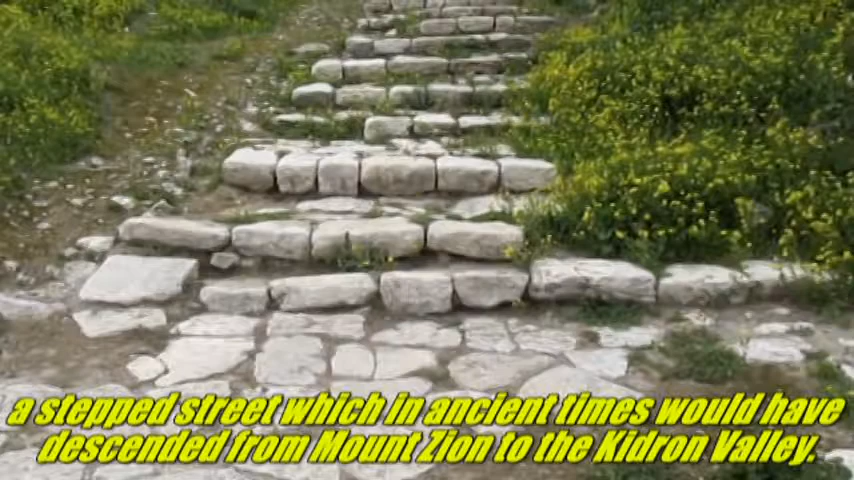 a stepped street which in ancient times would have
descended from Mount Zion to the Kidron Valley.